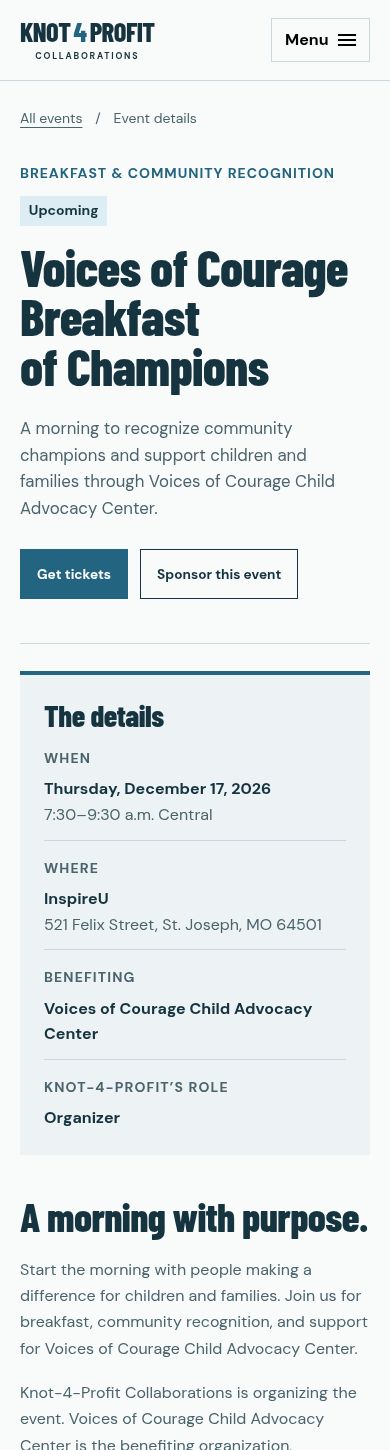 KNOT 4 PROFIT
COLLABORATIONS
Menu
All events / Event details
BREAKFAST & COMMUNITY RECOGNITION
Upcoming
Voices of Courage
Breakfast
of Champions
A morning to recognize community
champions and support children and
families through Voices of Courage Child
Advocacy Center.
Get tickets
Sponsor this event
The details
WHEN
Thursday, December 17, 2026
7:30–9:30 a.m. Central
WHERE
InspireU
521 Felix Street, St. Joseph, MO 64501
BENEFITING
Voices of Courage Child Advocacy
Center
KNOT-4-PROFIT’S ROLE
Organizer
A morning with purpose.
Start the morning with people making a
difference for children and families. Join us for
breakfast, community recognition, and support
for Voices of Courage Child Advocacy Center.
Knot-4-Profit Collaborations is organizing the
event. Voices of Courage Child Advocacy
Center is the benefiting organization.